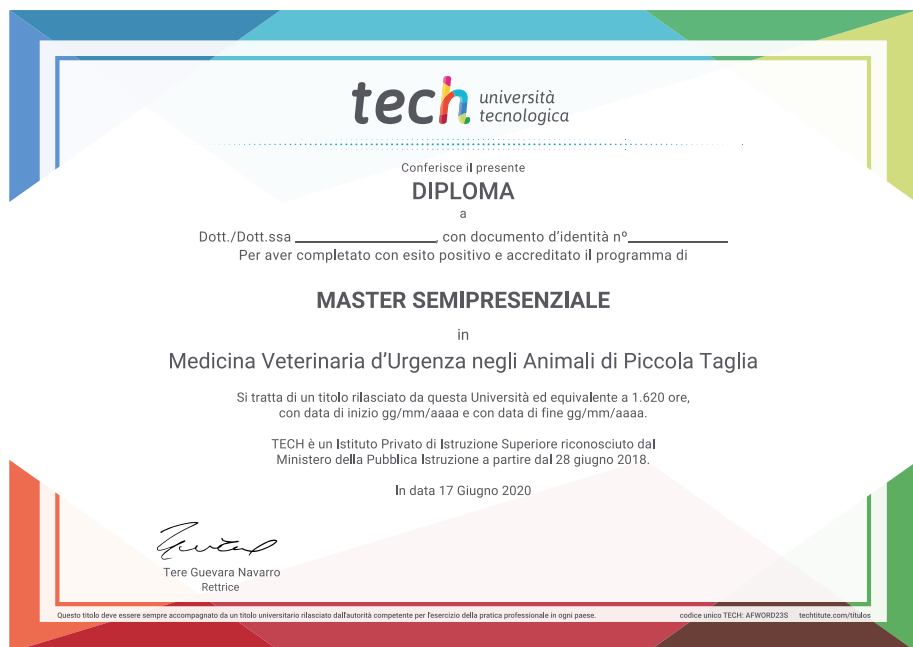 tech università
tecnologica
Conferisce il presente
DIPLOMA
a
Dott./Dott.ssa ________________, con documento d'identità nº____________
Per aver completato con esito positivo e accreditato il programma di
MASTER SEMIPRESENZIALE
in
Medicina Veterinaria d'Urgenza negli Animali di Piccola Taglia
Si tratta di un titolo rilasciato da questa Università ed equivalente a 1.620 ore,
con data di inizio gg/mm/aaaa e con data di fine gg/mm/aaaa.
TECH è un Istituto Privato di Istruzione Superiore riconosciuto dal
Ministero della Pubblica Istruzione a partire dal 28 giugno 2018.
In data 17 Giugno 2020
Tere Guevara Navarro
Rettrice
Questo titolo deve essere sempre accompagnato da un titolo universitario rilasciato dall'autorità competente per l'esercizio della pratica professionale in ogni paese.
codice unico TECH: AFWORD23S techtitute.com/titulos